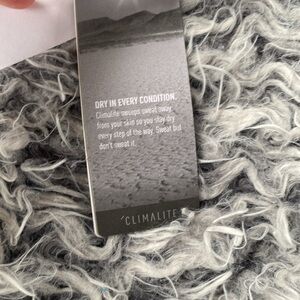 DRY IN EVERY CONDITION.
Climalite sweeps sweat away
from your skin so you stay dry
every step of the way. Sweat but
don't sweat it.
CLIMALITE